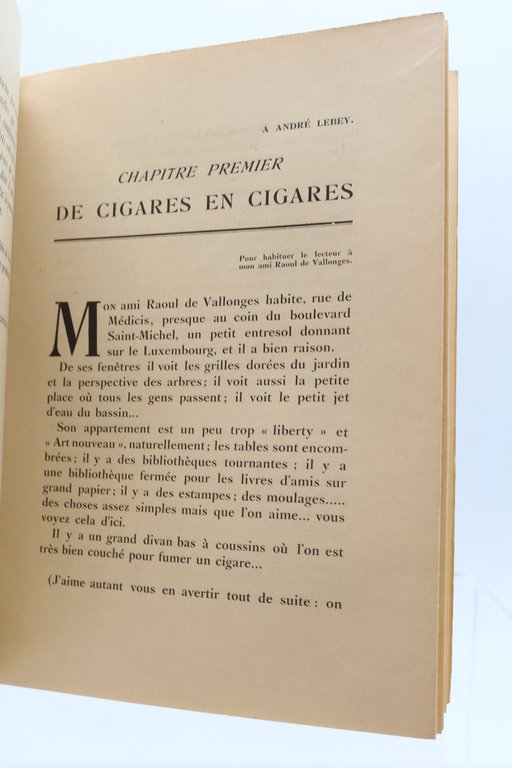 A ANDRÉ LEBEY.
CHAPITRE PREMIER
DE CIGARES EN CIGARES
Pour habituer le lecteur à
mon ami Raoul de Vallonges.
MON ami Raoul de Vallonges habite, rue de
Médicis, presque au coin du boulevard
Saint-Michel, un petit entresol donnant
sur le Luxembourg, et il a bien raison.
De ses fenêtres il voit les grilles dorées du jardin
et la perspective des arbres; il voit aussi la petite
place où tous les gens passent; il voit le petit jet
d'eau du bassin...
Son appartement est un peu trop « liberty » et
« Art nouveau », naturellement; les tables sont encom-
brées; il y a des bibliothèques tournantes; il y a
une bibliothèque fermée pour les livres d'amis sur
grand papier; il y a des estampes; des moulages.....
des choses assez simples mais que l'on aime... vous
voyez cela d'ici.
Il y a un grand divan bas à coussins où l'on est
très bien couché pour fumer un cigare...
(J'aime autant vous en avertir tout de suite : on